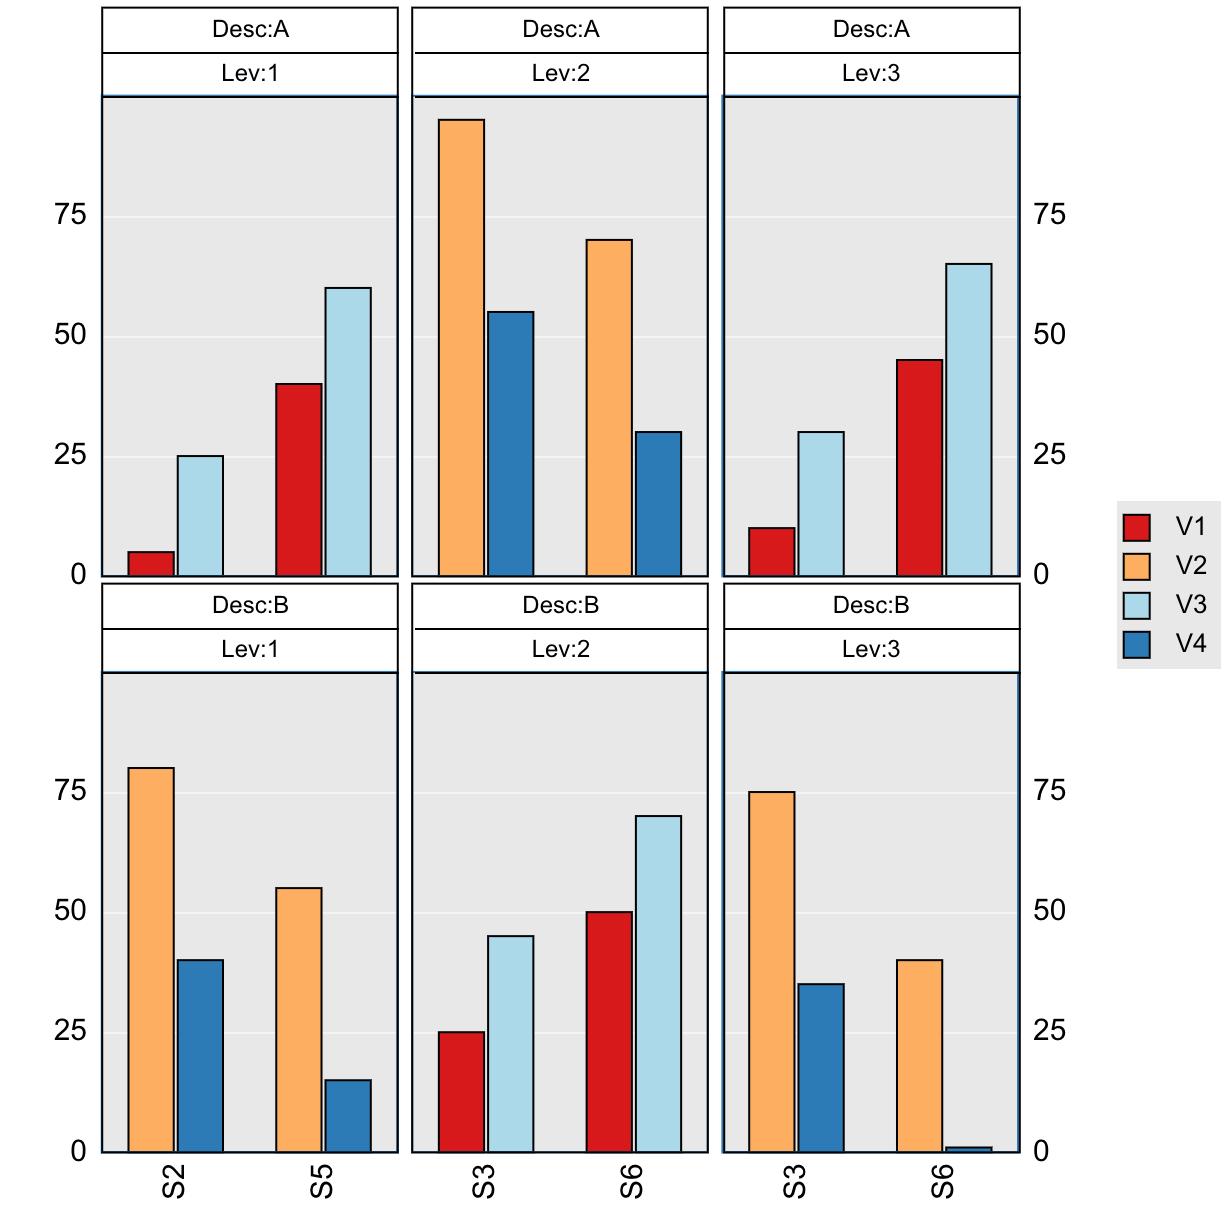 Desc:A Desc:A Desc:A
Lev:1 Lev:2 Lev:3
75 75
50 50
25 25
0 0
Desc:B Desc:B Desc:B
Lev:1 Lev:2 Lev:3
75 75
50 50
25 25
0 0
S2 S5 S3 S6 S3 S6
V1
V2
V3
V4